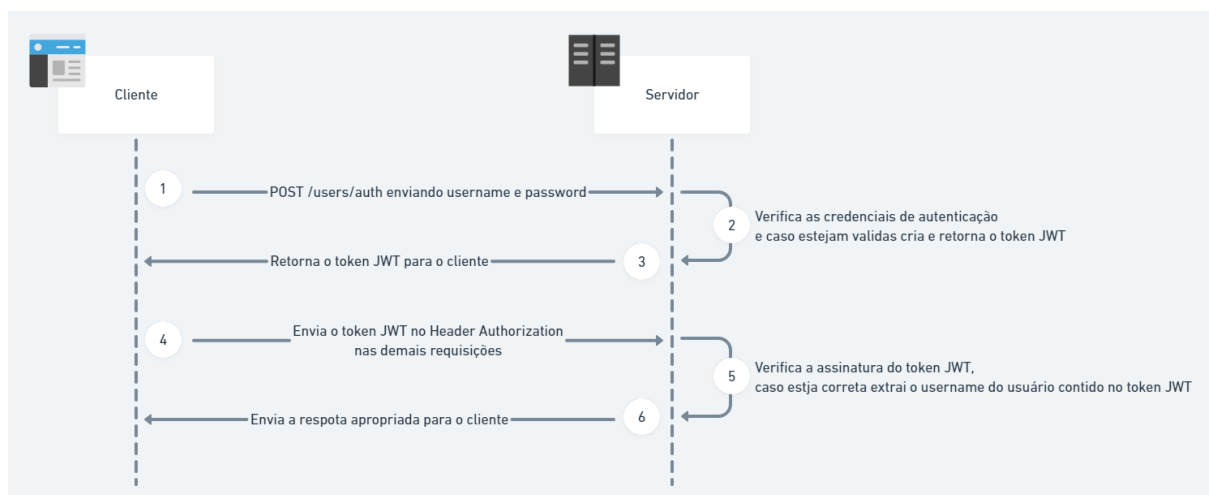 Cliente
Servidor
1
POST /users/auth enviando username e password
2
Verifica as credenciais de autenticação
e caso estejam validas cria e retorna o token JWT
Retorna o token JWT para o cliente
3
4
Envia o token JWT no Header Authorization
nas demais requisições
5
Verifica a assinatura do token JWT,
caso estja correta extrai o username do usuário contido no token JWT
Envia a respota apropriada para o cliente
6